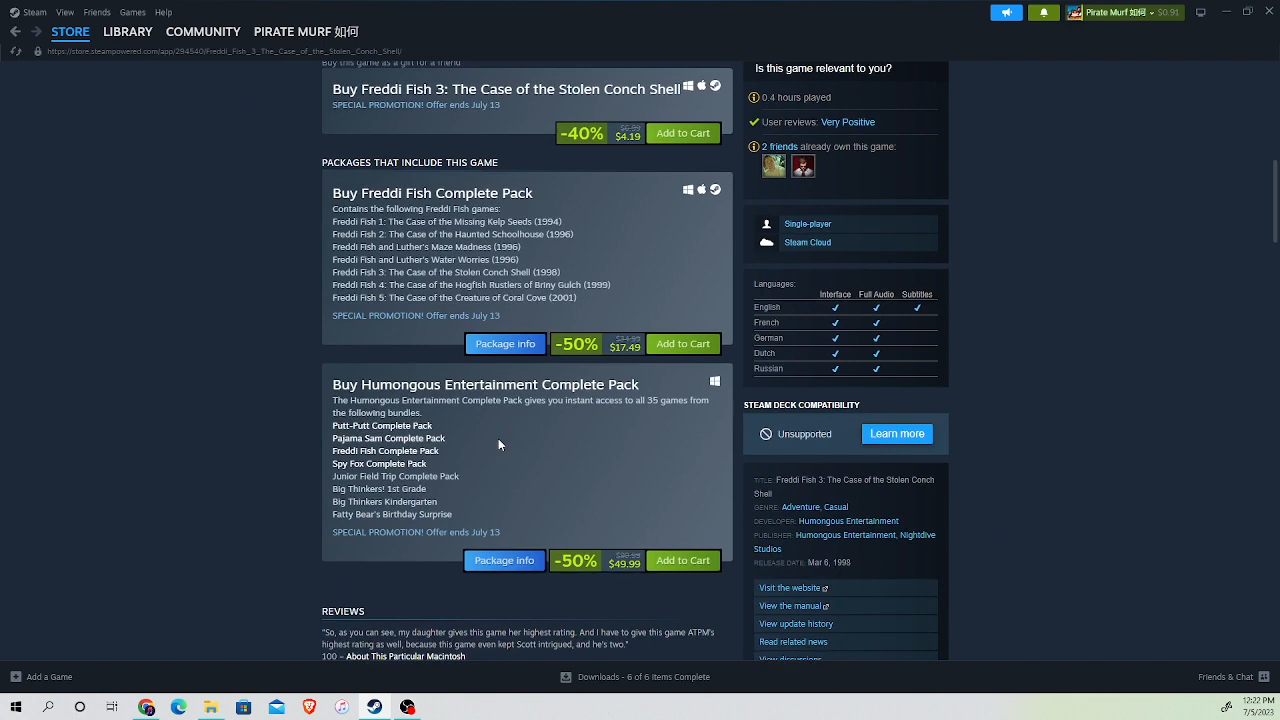 Steam View Friends Games Help
Pirate Murf 如何 $0.91
STORE LIBRARY COMMUNITY PIRATE MURF 如何
https://store.steampowered.com/app/294540/Freddi_Fish_3_The_Case_of_the_Stolen_Conch_Shell/
Buy this game as a gift for a friend
Buy Freddi Fish 3: The Case of the Stolen Conch Shell
SPECIAL PROMOTION! Offer ends July 13
-40% $4.19 Add to Cart
PACKAGES THAT INCLUDE THIS GAME
Buy Freddi Fish Complete Pack
Contains the following Freddi Fish games:
Freddi Fish 1: The Case of the Missing Kelp Seeds (1994)
Freddi Fish 2: The Case of the Haunted Schoolhouse (1996)
Freddi Fish and Luther's Maze Madness (1996)
Freddi Fish and Luther's Water Worries (1996)
Freddi Fish 3: The Case of the Stolen Conch Shell (1998)
Freddi Fish 4: The Case of the Hogfish Rustlers of Briny Gulch (1999)
Freddi Fish 5: The Case of the Creature of Coral Cove (2001)
SPECIAL PROMOTION! Offer ends July 13
Package info -50% $17.49 Add to Cart
Buy Humongous Entertainment Complete Pack
The Humongous Entertainment Complete Pack gives you instant access to all 35 games from
the following bundles.
Putt-Putt Complete Pack
Pajama Sam Complete Pack
Freddi Fish Complete Pack
Spy Fox Complete Pack
Junior Field Trip Complete Pack
Big Thinkers! 1st Grade
Big Thinkers Kindergarten
Fatty Bear's Birthday Surprise
SPECIAL PROMOTION! Offer ends July 13
Package info -50% $49.99 Add to Cart
REVIEWS
"So, as you can see, my daughter gives this game her highest rating. And I have to give this game ATPM's
highest rating as well, because this game even kept Scott intrigued, and he's two."
100 – About This Particular Macintosh
Is this game relevant to you?
0.4 hours played
User reviews: Very Positive
2 friends already own this game:
Single-player
Steam Cloud
Languages:
Interface Full Audio Subtitles
English ✓ ✓ ✓
French ✓ ✓
German ✓ ✓
Dutch ✓ ✓
Russian ✓ ✓
STEAM DECK COMPATIBILITY
Unsupported Learn more
TITLE: Freddi Fish 3: The Case of the Stolen Conch
Shell
GENRE: Adventure, Casual
DEVELOPER: Humongous Entertainment
PUBLISHER: Humongous Entertainment, Nightdive
Studios
RELEASE DATE: Mar 6, 1998
Visit the website
View the manual
View update history
Read related news
View discussions
Add a Game Downloads - 6 of 6 Items Complete Friends & Chat
12:22 PM
7/5/2023